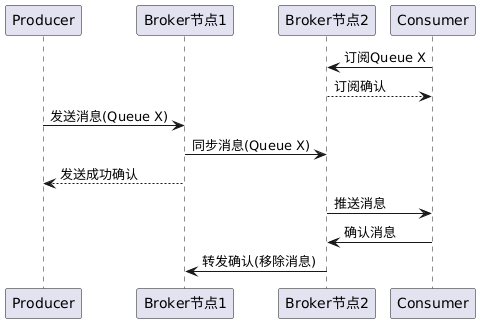 Producer
Broker节点1
Broker节点2
Consumer
订阅Queue X
订阅确认
发送消息(Queue X)
同步消息(Queue X)
发送成功确认
推送消息
确认消息
转发确认(移除消息)
Producer
Broker节点1
Broker节点2
Consumer